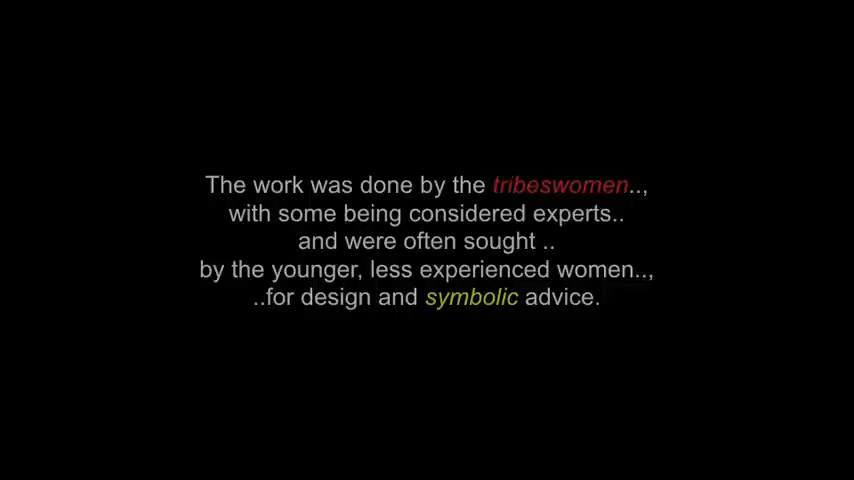 The work was done by the tribeswomen..,
with some being considered experts..
and were often sought ..
by the younger, less experienced women..,
..for design and symbolic advice.